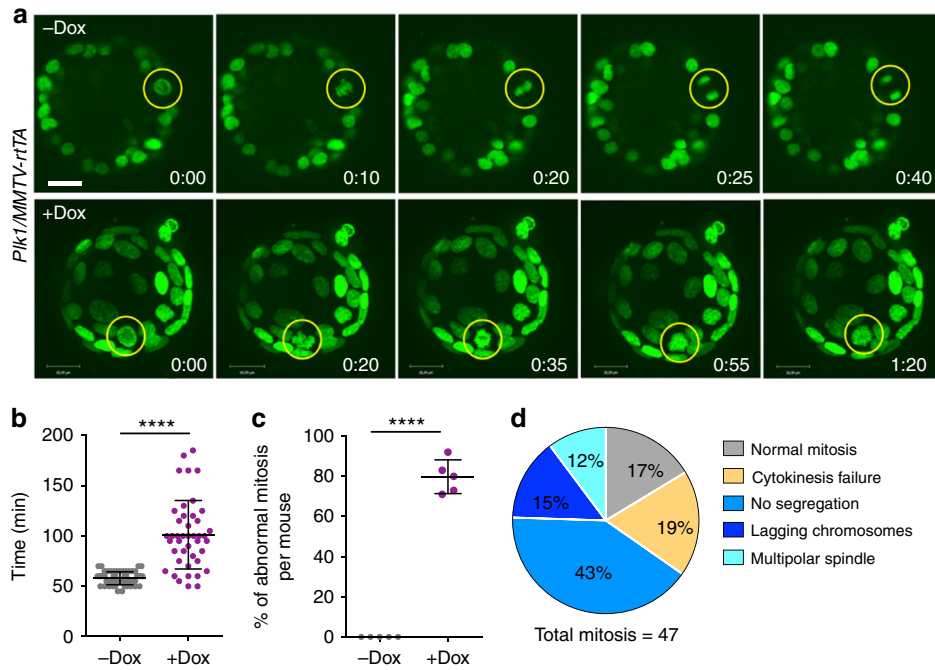 a
–Dox
0:00
0:10
0:20
0:25
0:40
Plk1/MMTV-rtTA
+Dox
0:00
0:20
0:35
0:55
1:20
b
****
Time (min)
200
150
100
50
0
–Dox
+Dox
c
****
% of abnormal mitosis
per mouse
100
80
60
40
20
0
–Dox
+Dox
d
12%
17%
15%
19%
43%
Total mitosis = 47
Normal mitosis
Cytokinesis failure
No segregation
Lagging chromosomes
Multipolar spindle